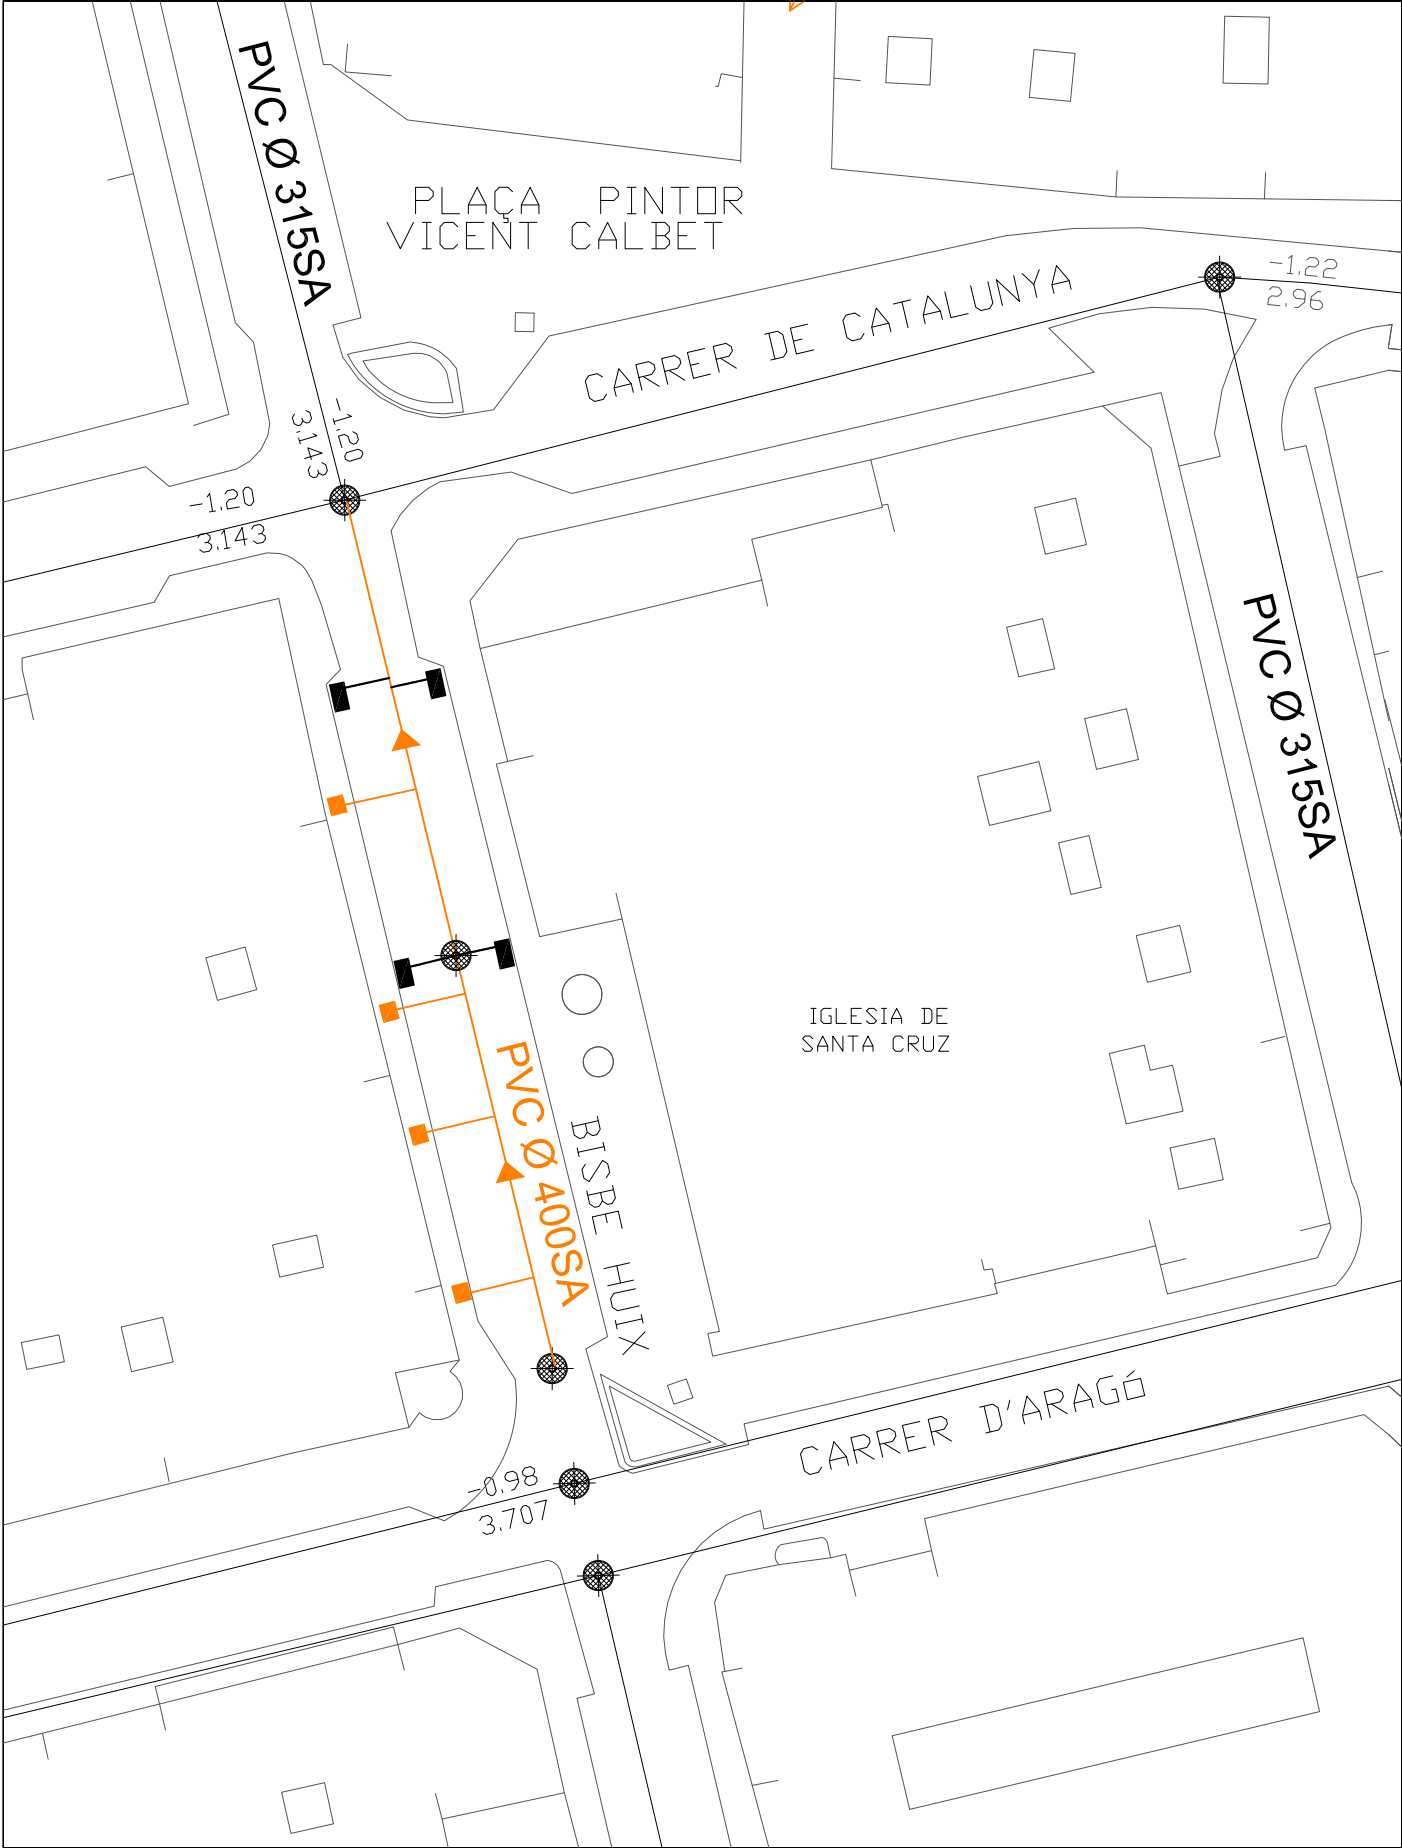 PVC Ø 315SA
PLAÇA PINTOR
VICENT CALBET
-1.22
2.96
CARRER DE CATALUNYA
-1.20
3.143
-1.20
3.143
PVC Ø 315SA
IGLESIA DE
SANTA CRUZ
PVC Ø 400SA
BISBE HUIX
CARRER D'ARAGÓ
-0.98
3.707